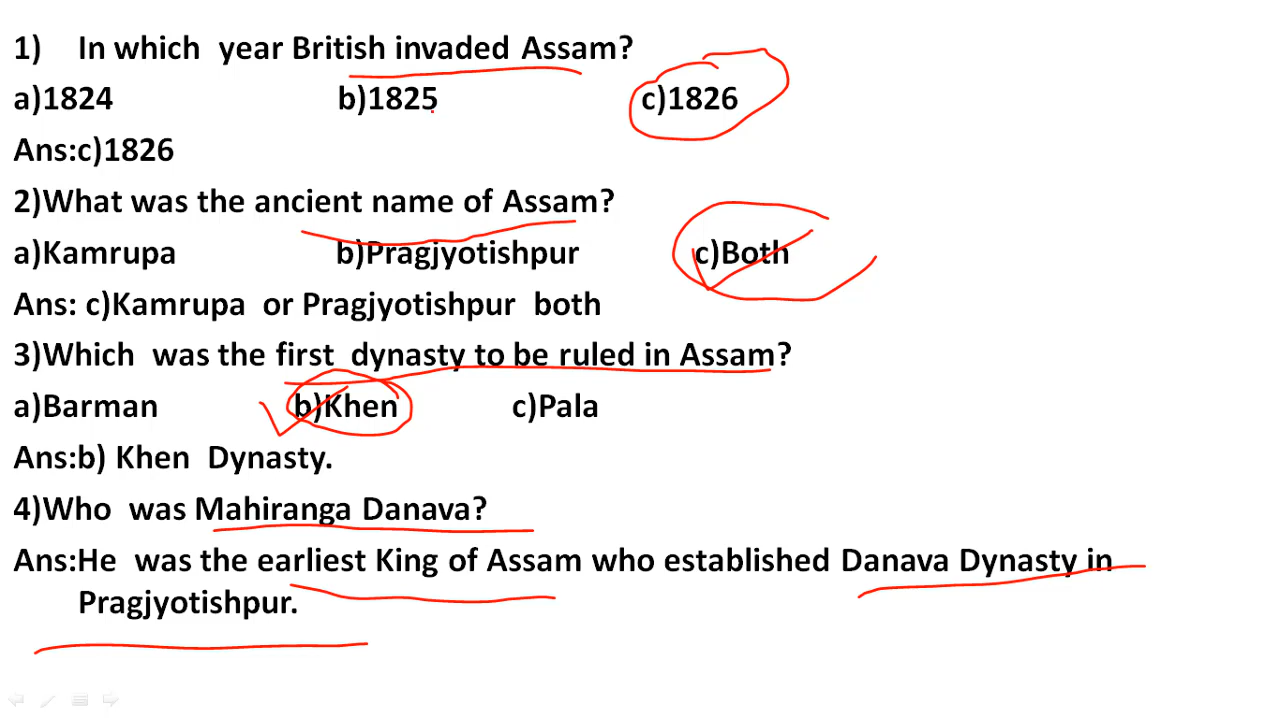 1) In which year British invaded Assam?
a)1824 b)1825 c)1826
Ans:c)1826
2)What was the ancient name of Assam?
a)Kamrupa b)Pragjyotishpur c)Both
Ans: c)Kamrupa or Pragjyotishpur both
3)Which was the first dynasty to be ruled in Assam?
a)Barman b)Khen c)Pala
Ans:b) Khen Dynasty.
4)Who was Mahiranga Danava?
Ans:He was the earliest King of Assam who established Danava Dynasty in
Pragjyotishpur.